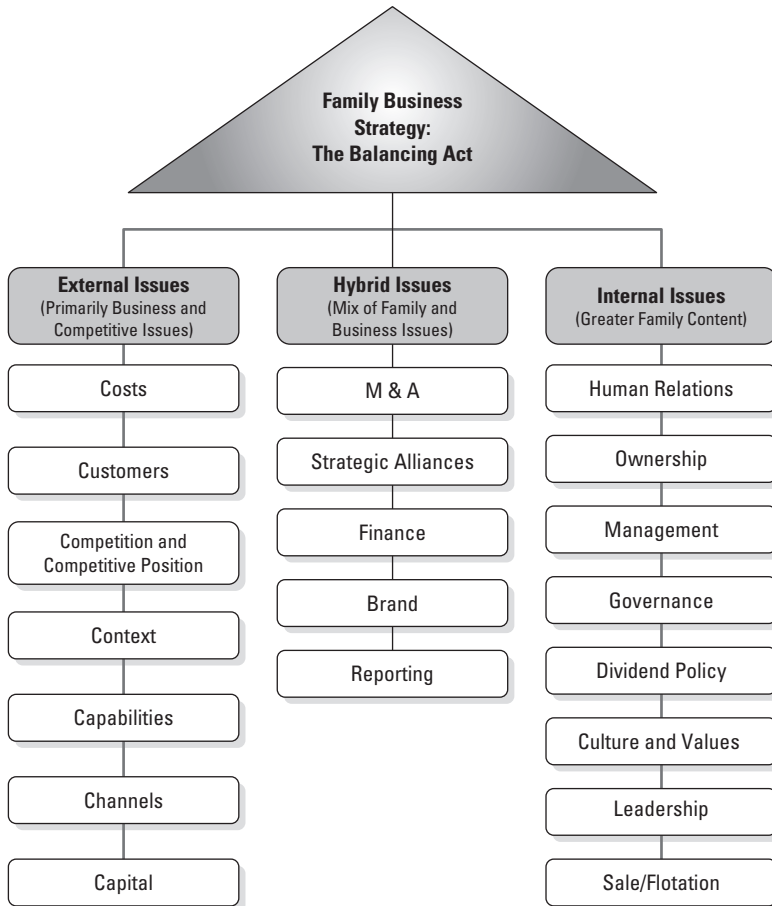 Family Business
Strategy:
The Balancing Act
External Issues
(Primarily Business and
Competitive Issues)
Costs
Customers
Competition and
Competitive Position
Context
Capabilities
Channels
Capital
Hybrid Issues
(Mix of Family and
Business Issues)
M & A
Strategic Alliances
Finance
Brand
Reporting
Internal Issues
(Greater Family Content)
Human Relations
Ownership
Management
Governance
Dividend Policy
Culture and Values
Leadership
Sale/Flotation